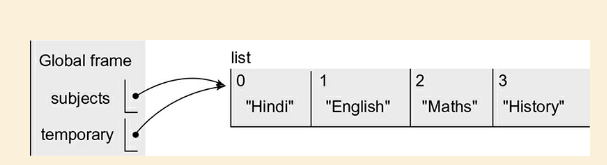 Global frame
list
subjects
temporary
0 1 2 3
"Hindi" "English" "Maths" "History"